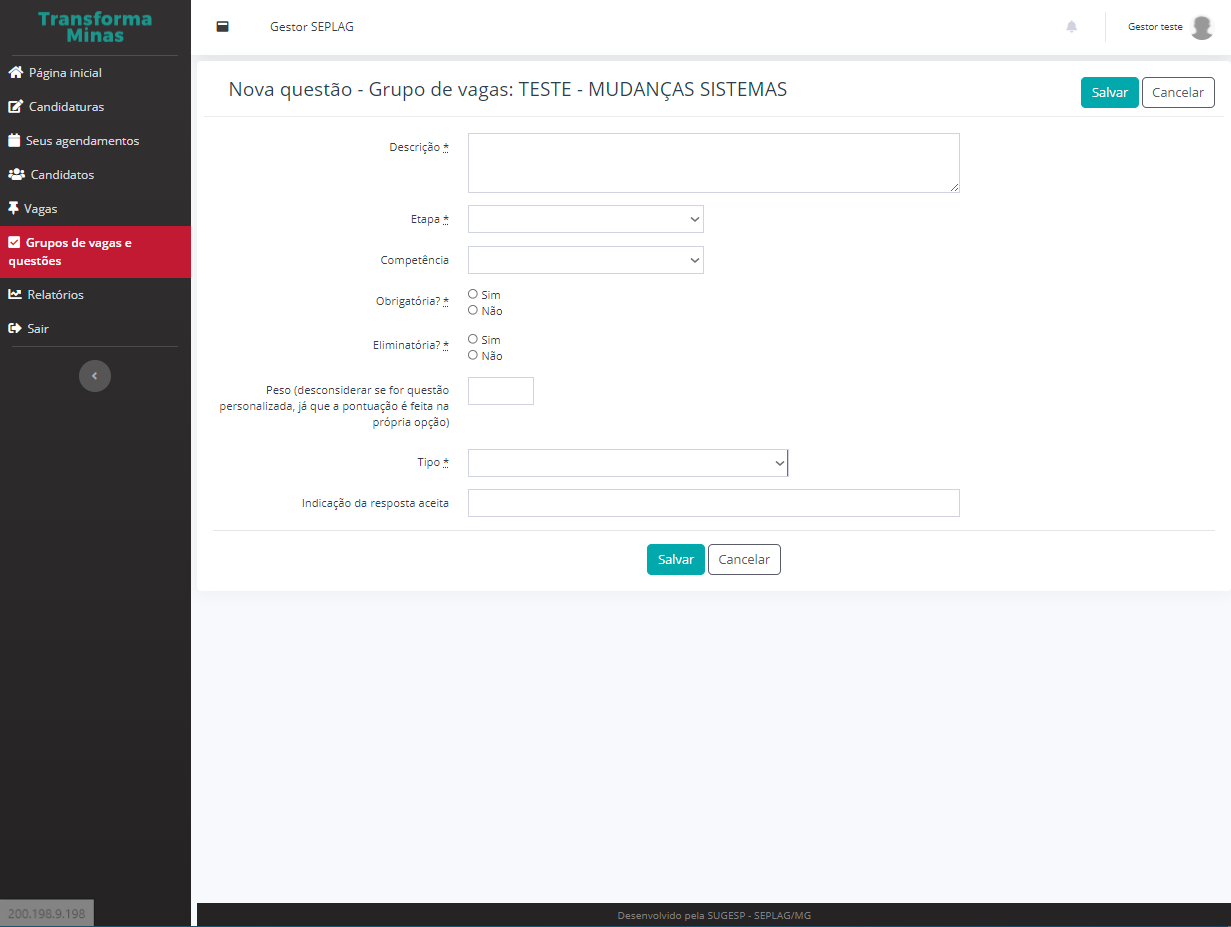 Transforma
Minas
Página inicial
Candidaturas
Seus agendamentos
Candidatos
Vagas
Grupos de vagas e
questões
Relatórios
Sair
Gestor SEPLAG
Gestor teste
Nova questão - Grupo de vagas: TESTE - MUDANÇAS SISTEMAS
Salvar
Cancelar
Descrição *
Etapa *
Competência
Obrigatória? *
Sim
Não
Eliminatória? *
Sim
Não
Peso (desconsiderar se for questão
personalizada, já que a pontuação é feita na
própria opção)
Tipo *
Indicação da resposta aceita
Salvar
Cancelar
200.198.9.198
Desenvolvido pela SUGESP - SEPLAG/MG